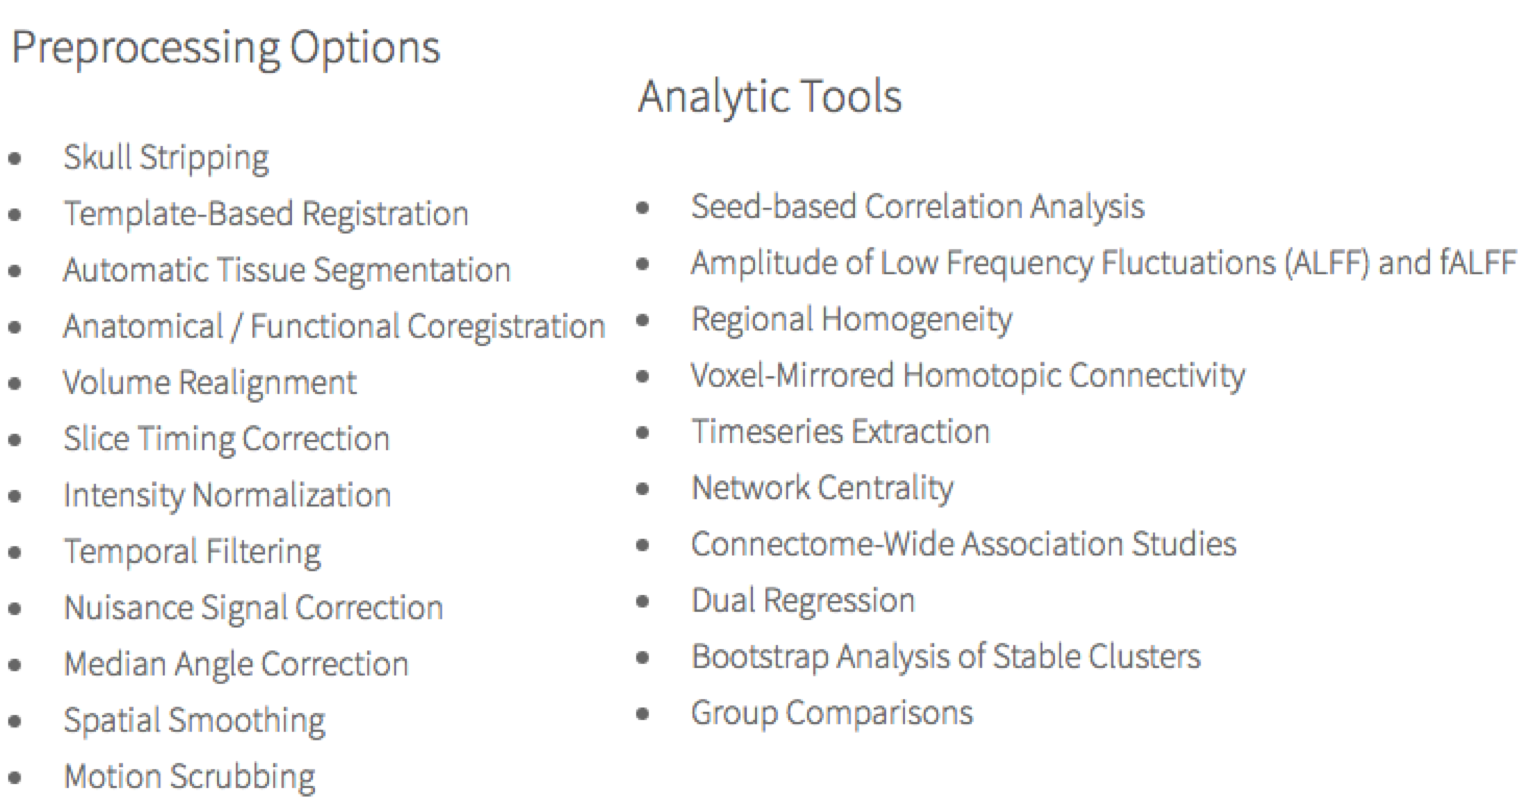 Preprocessing Options
• Skull Stripping
• Template-Based Registration
• Automatic Tissue Segmentation
• Anatomical / Functional Coregistration
• Volume Realignment
• Slice Timing Correction
• Intensity Normalization
• Temporal Filtering
• Nuisance Signal Correction
• Median Angle Correction
• Spatial Smoothing
• Motion Scrubbing
Analytic Tools
• Seed-based Correlation Analysis
• Amplitude of Low Frequency Fluctuations (ALFF) and fALFF
• Regional Homogeneity
• Voxel-Mirrored Homotopic Connectivity
• Timeseries Extraction
• Network Centrality
• Connectome-Wide Association Studies
• Dual Regression
• Bootstrap Analysis of Stable Clusters
• Group Comparisons